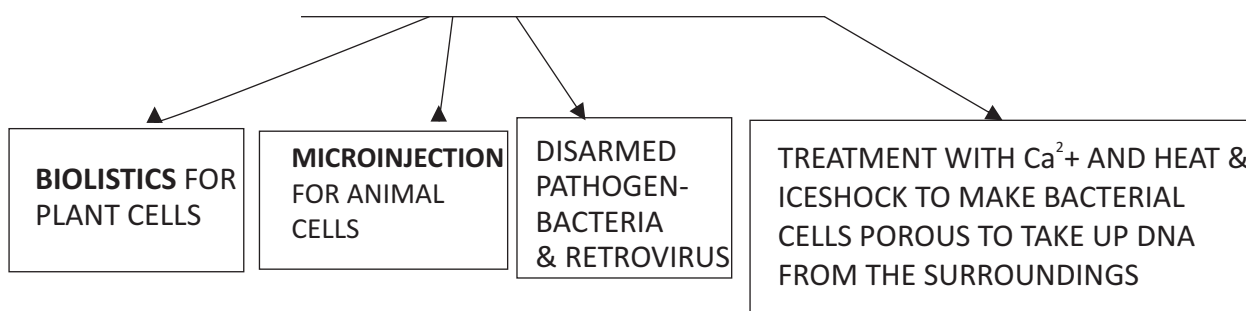 BIOLISTICS FOR
PLANT CELLS
MICROINJECTION
FOR ANIMAL
CELLS
DISARMED
PATHOGEN-
BACTERIA
& RETROVIRUS
TREATMENT WITH Ca²+ AND HEAT &
ICESHOCK TO MAKE BACTERIAL
CELLS POROUS TO TAKE UP DNA
FROM THE SURROUNDINGS